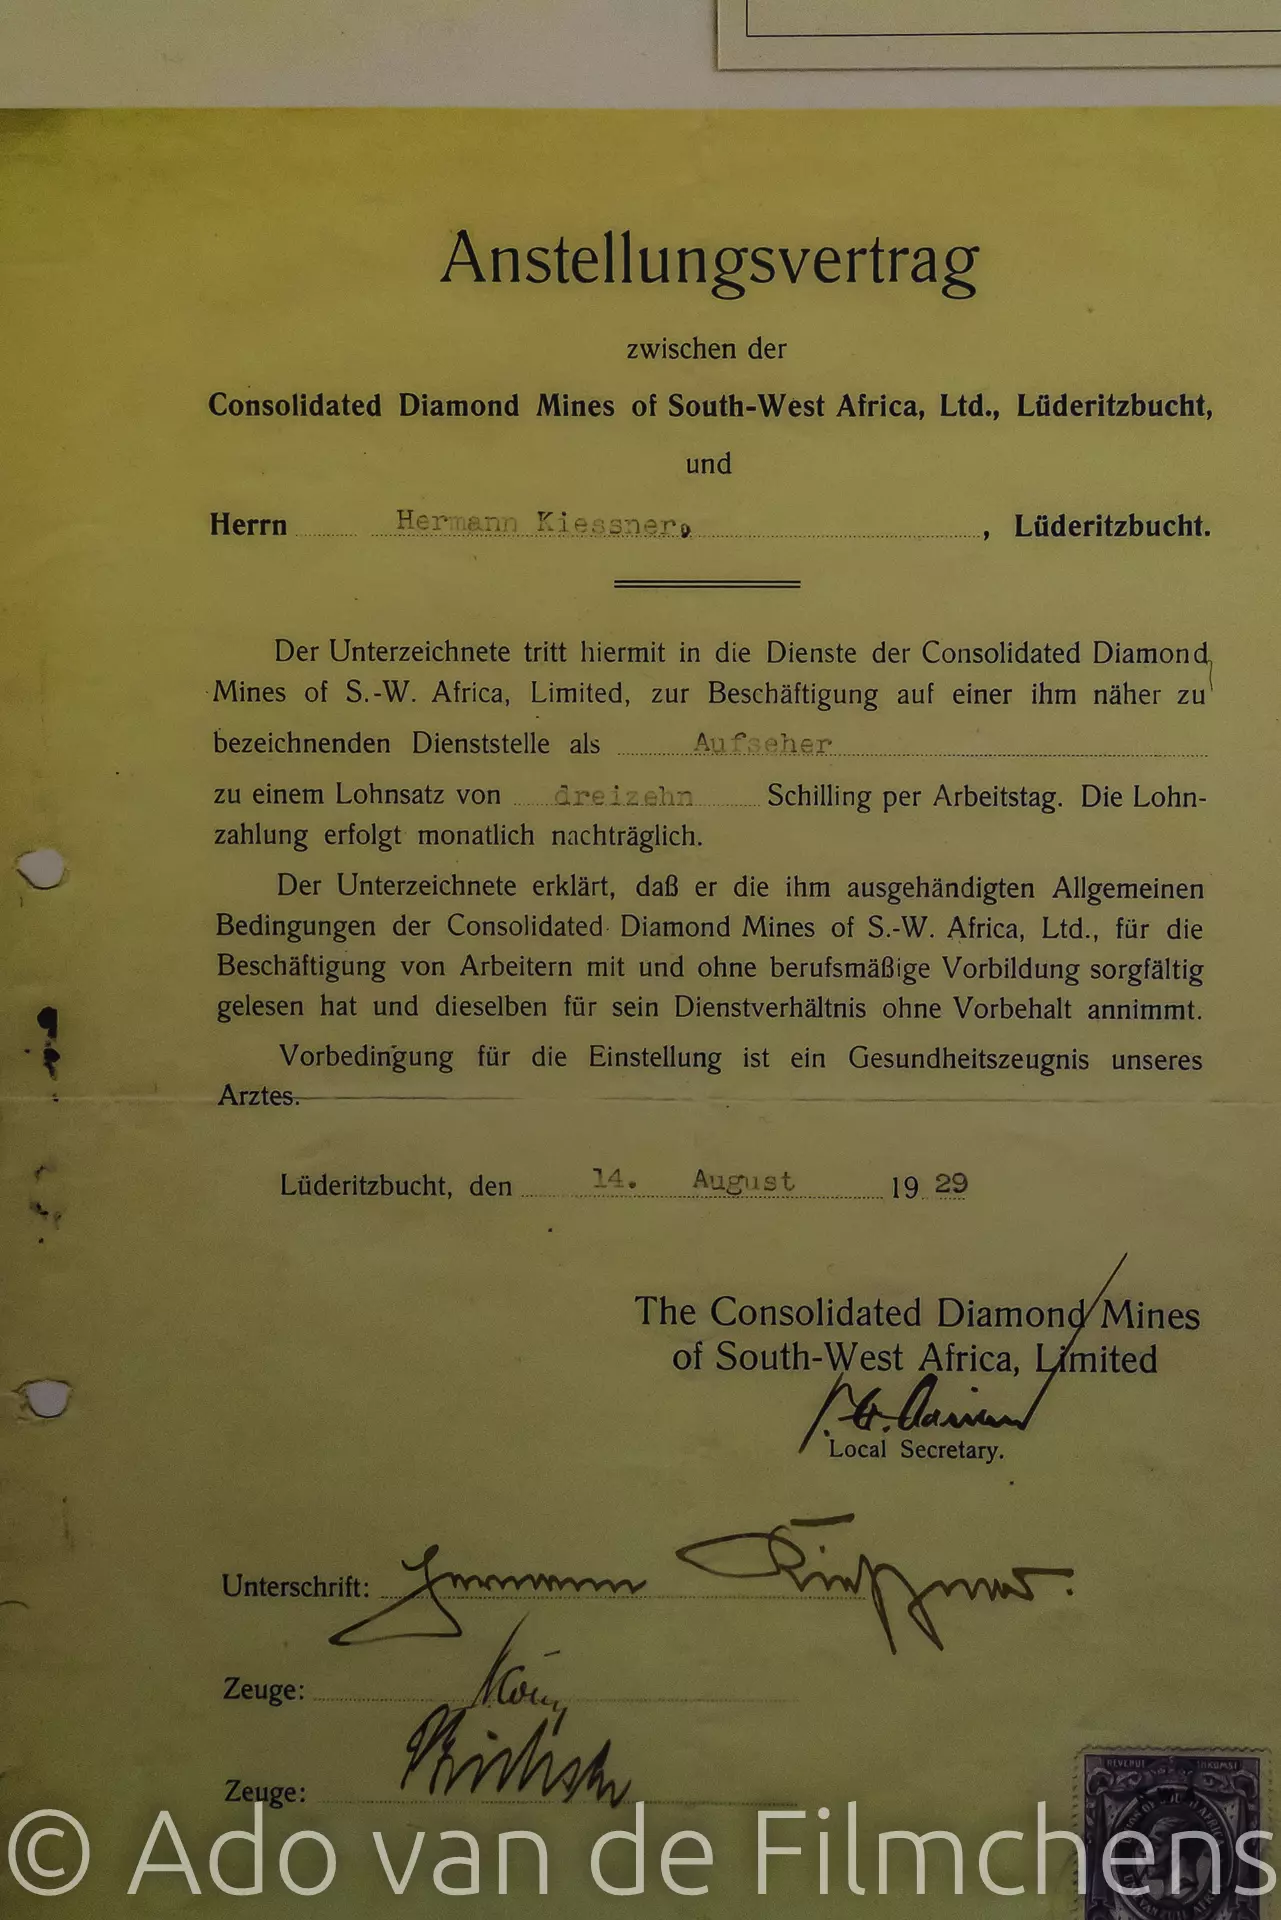 Anstellungsvertrag
zwischen der
Consolidated Diamond Mines of South-West Africa, Ltd., Lüderitzbucht,
und
Herrn Hermann Kiessner, , Lüderitzbucht.
Der Unterzeichnete tritt hiermit in die Dienste der Consolidated Diamond
Mines of S.-W. Africa, Limited, zur Beschäftigung auf einer ihm näher zu
bezeichnenden Dienststelle als Aufseher
zu einem Lohnsatz von dreizehn Schilling per Arbeitstag. Die Lohn-
zahlung erfolgt monatlich nachträglich.
Der Unterzeichnete erklärt, daß er die ihm ausgehändigten Allgemeinen
Bedingungen der Consolidated Diamond Mines of S.-W. Africa, Ltd., für die
Beschäftigung von Arbeitern mit und ohne berufsmäßige Vorbildung sorgfältig
gelesen hat und dieselben für sein Dienstverhältnis ohne Vorbehalt annimmt.
Vorbedingung für die Einstellung ist ein Gesundheitszeugnis unseres
Arztes.
Lüderitzbucht, den 14. August 19 29
The Consolidated Diamond Mines
of South-West Africa, Limited
Local Secretary.
Unterschrift: Hermann Kießner.
Zeuge:
Zeuge:
REVENUE INKOMST
© Ado van de Filmchens